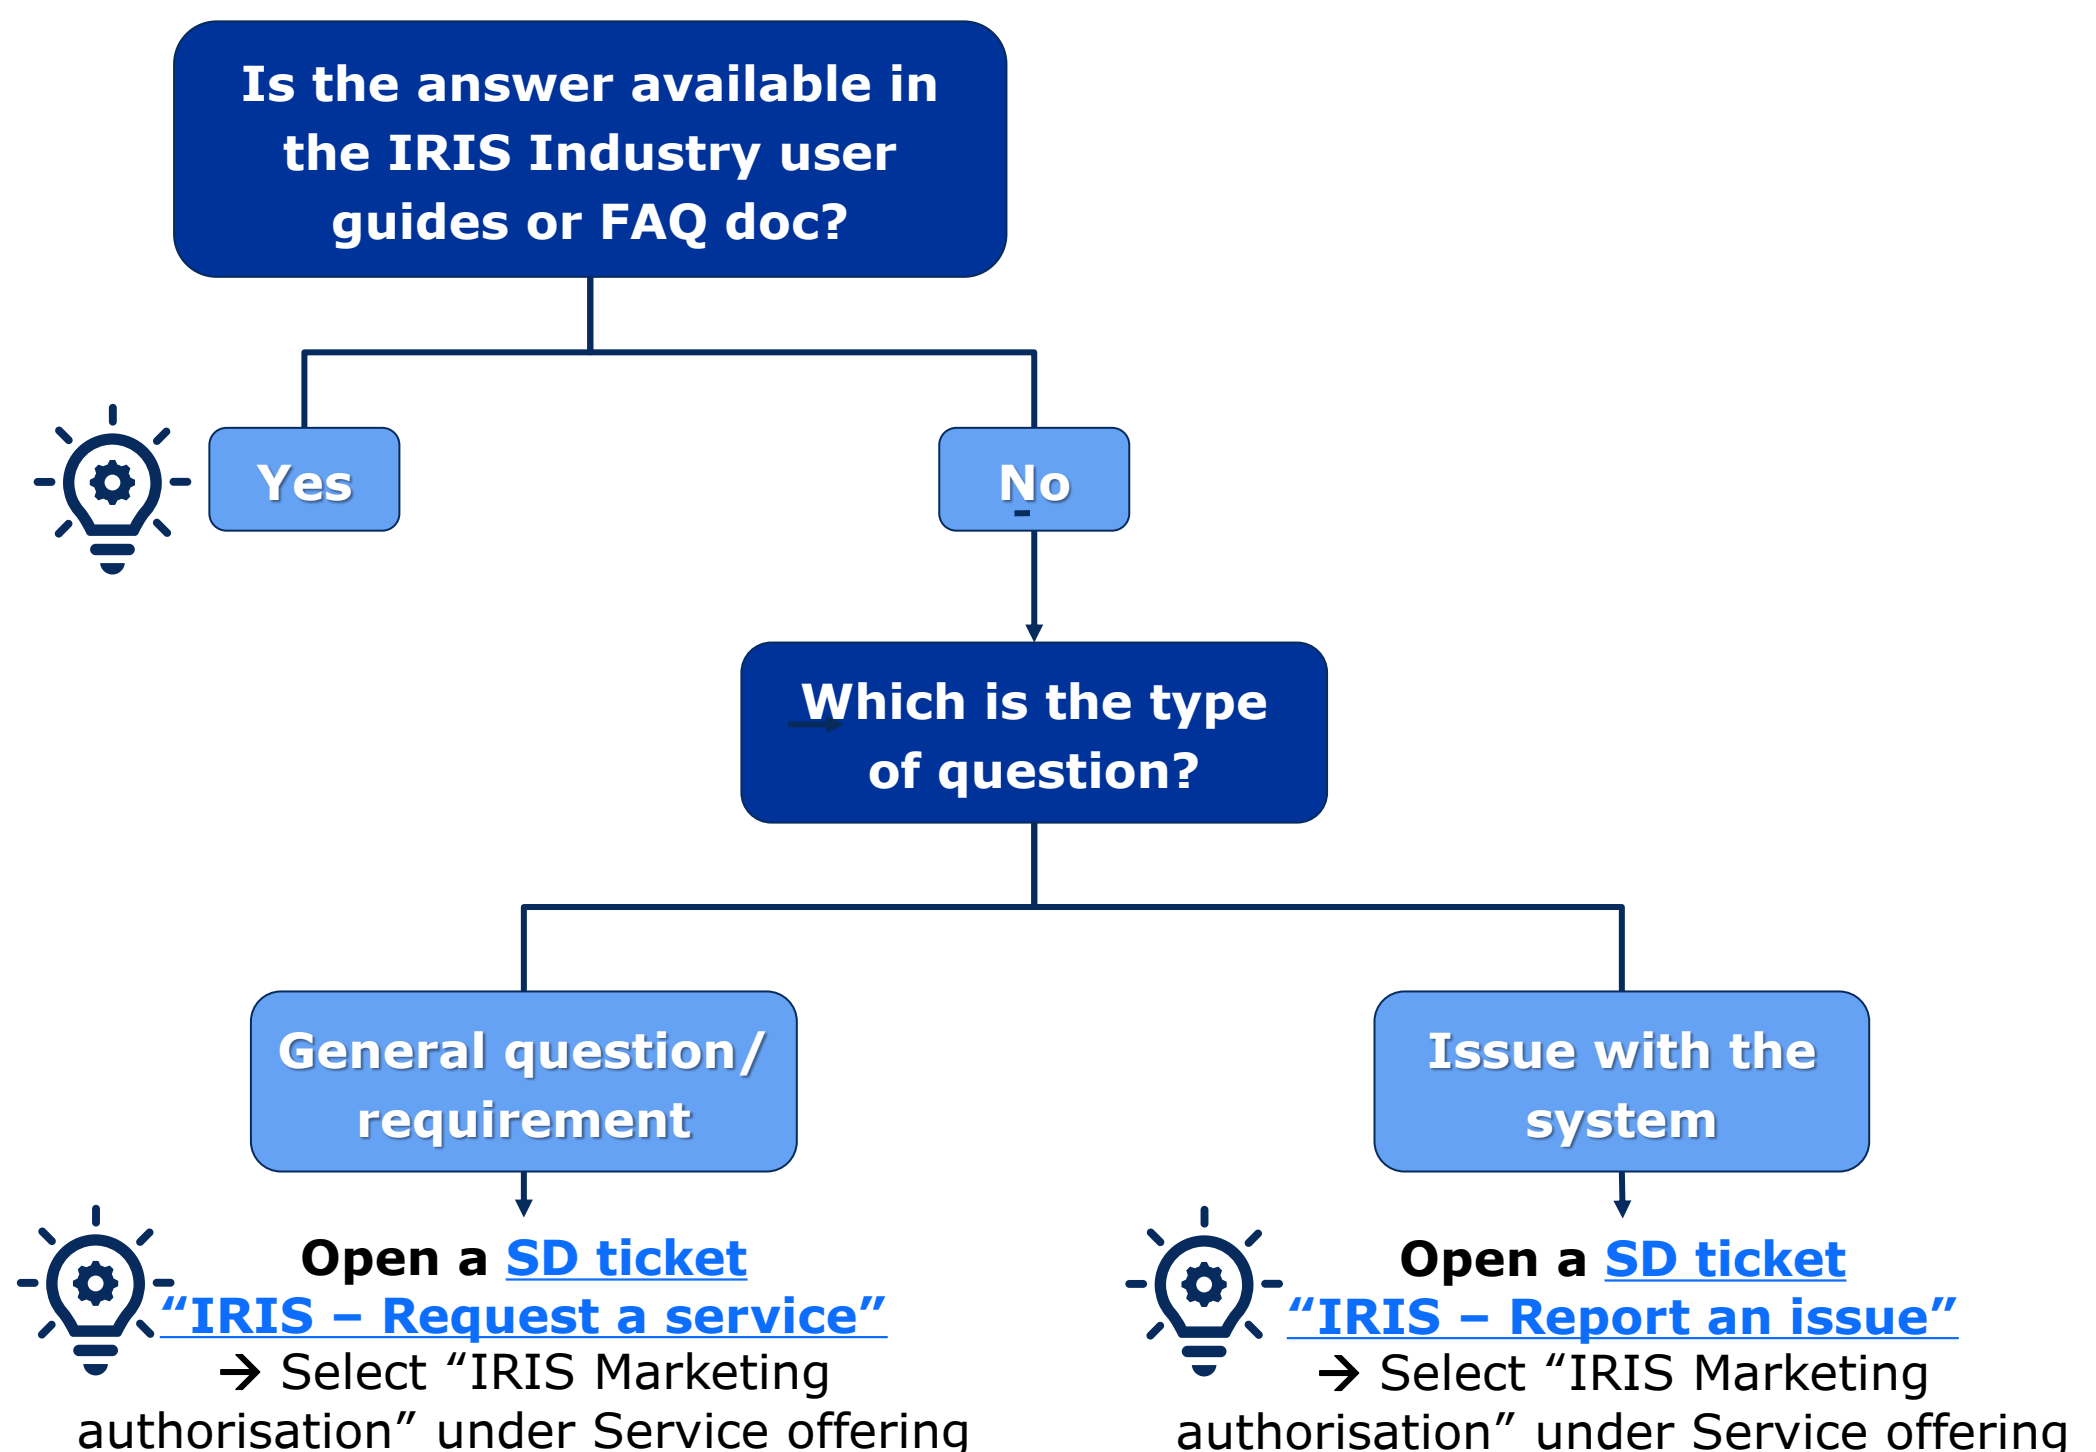 Is the answer available in
the IRIS Industry user
guides or FAQ doc?
Yes
No
Which is the type
of question?
General question/
requirement
Issue with the
system
Open a SD ticket
“IRIS – Request a service”
→ Select “IRIS Marketing
authorisation” under Service offering
Open a SD ticket
“IRIS – Report an issue”
→ Select “IRIS Marketing
authorisation” under Service offering